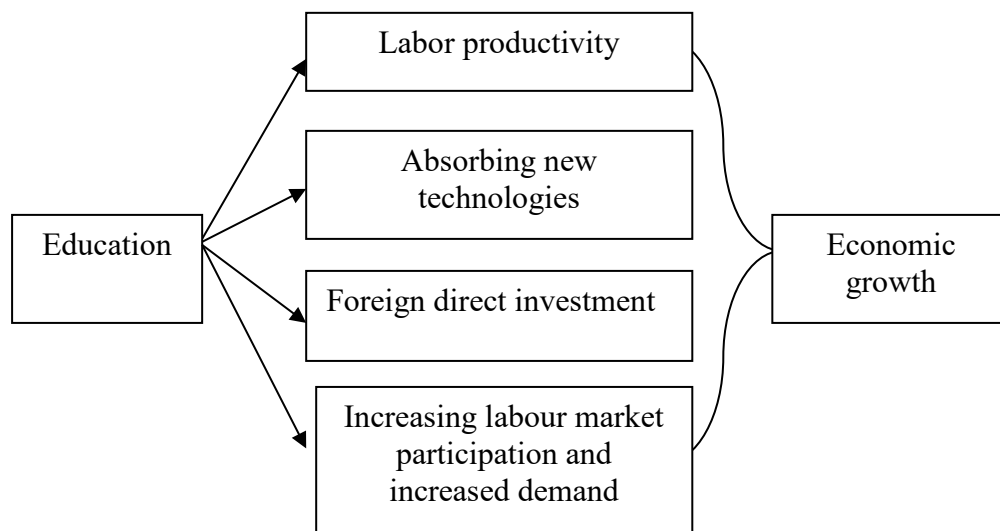 Labor productivity
Absorbing new
technologies
Education
Economic
growth
Foreign direct investment
Increasing labour market
participation and
increased demand